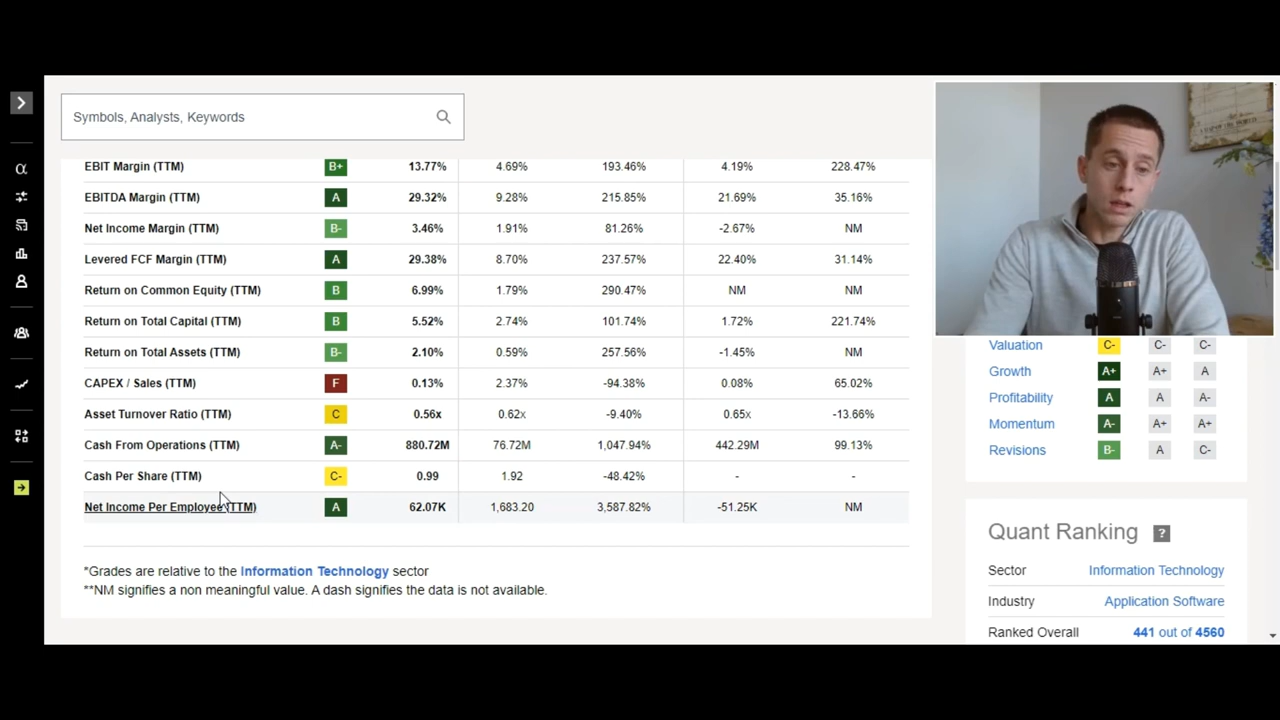 Symbols, Analysts, Keywords
EBIT Margin (TTM) B+ 13.77% 4.69% 193.46% 4.19% 228.47%
EBITDA Margin (TTM) A 29.32% 9.28% 215.85% 21.69% 35.16%
Net Income Margin (TTM) B- 3.46% 1.91% 81.26% -2.67% NM
Levered FCF Margin (TTM) A 29.38% 8.70% 237.57% 22.40% 31.14%
Return on Common Equity (TTM) B 6.99% 1.79% 290.47% NM NM
Return on Total Capital (TTM) B 5.52% 2.74% 101.74% 1.72% 221.74%
Return on Total Assets (TTM) B- 2.10% 0.59% 257.56% -1.45% NM
CAPEX / Sales (TTM) F 0.13% 2.37% -94.38% 0.08% 65.02%
Asset Turnover Ratio (TTM) C 0.56x 0.62x -9.40% 0.65x -13.66%
Cash From Operations (TTM) A- 880.72M 76.72M 1,047.94% 442.29M 99.13%
Cash Per Share (TTM) C- 0.99 1.92 -48.42% - -
Net Income Per Employee (TTM) A 62.07K 1,683.20 3,587.82% -51.25K NM
*Grades are relative to the Information Technology sector
**NM signifies a non meaningful value. A dash signifies the data is not available.
Valuation C- C- C-
Growth A+ A+ A
Profitability A A A-
Momentum A- A+ A+
Revisions B- A C-
Quant Ranking ?
Sector Information Technology
Industry Application Software
Ranked Overall 441 out of 4560